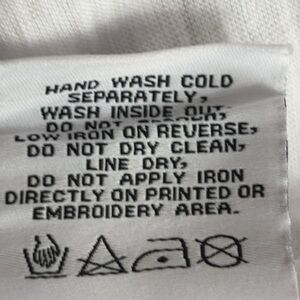 HAND WASH COLD
SEPARATELY,
WASH INSIDE OUT,
DO NOT
LOW IRON ON REVERSE,
DO NOT DRY CLEAN,
LINE DRY,
DO NOT APPLY IRON
DIRECTLY ON PRINTED OR
EMBROIDERY AREA.